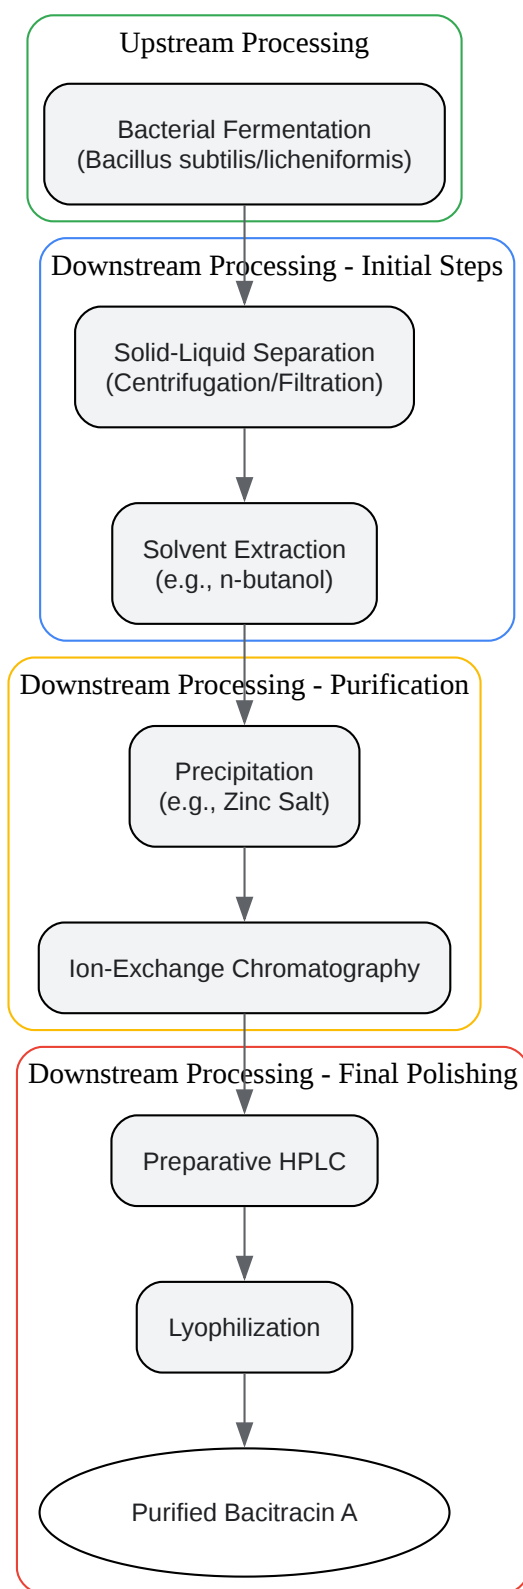 Upstream Processing
Bacterial Fermentation
(Bacillus subtilis/licheniformis)
Downstream Processing - Initial Steps
Solid-Liquid Separation
(Centrifugation/Filtration)
Solvent Extraction
(e.g., n-butanol)
Downstream Processing - Purification
Precipitation
(e.g., Zinc Salt)
Ion-Exchange Chromatography
Downstream Processing - Final Polishing
Preparative HPLC
Lyophilization
Purified Bacitracin A